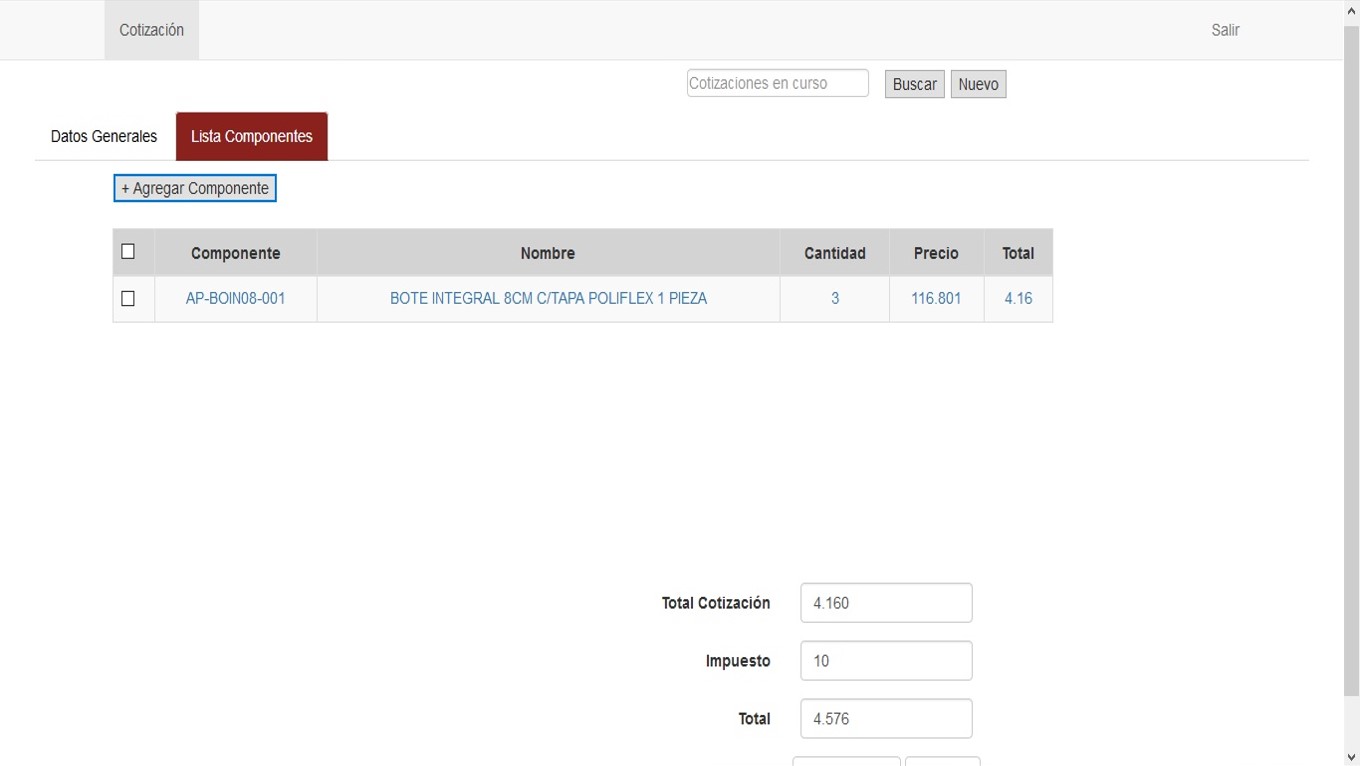 Cotización Salir
Cotizaciones en curso Buscar Nuevo
Datos Generales Lista Componentes
+ Agregar Componente
Componente Nombre Cantidad Precio Total
AP-BOIN08-001 BOTE INTEGRAL 8CM C/TAPA POLIFLEX 1 PIEZA 3 116.801 4.16
Total Cotización 4.160
Impuesto 10
Total 4.576